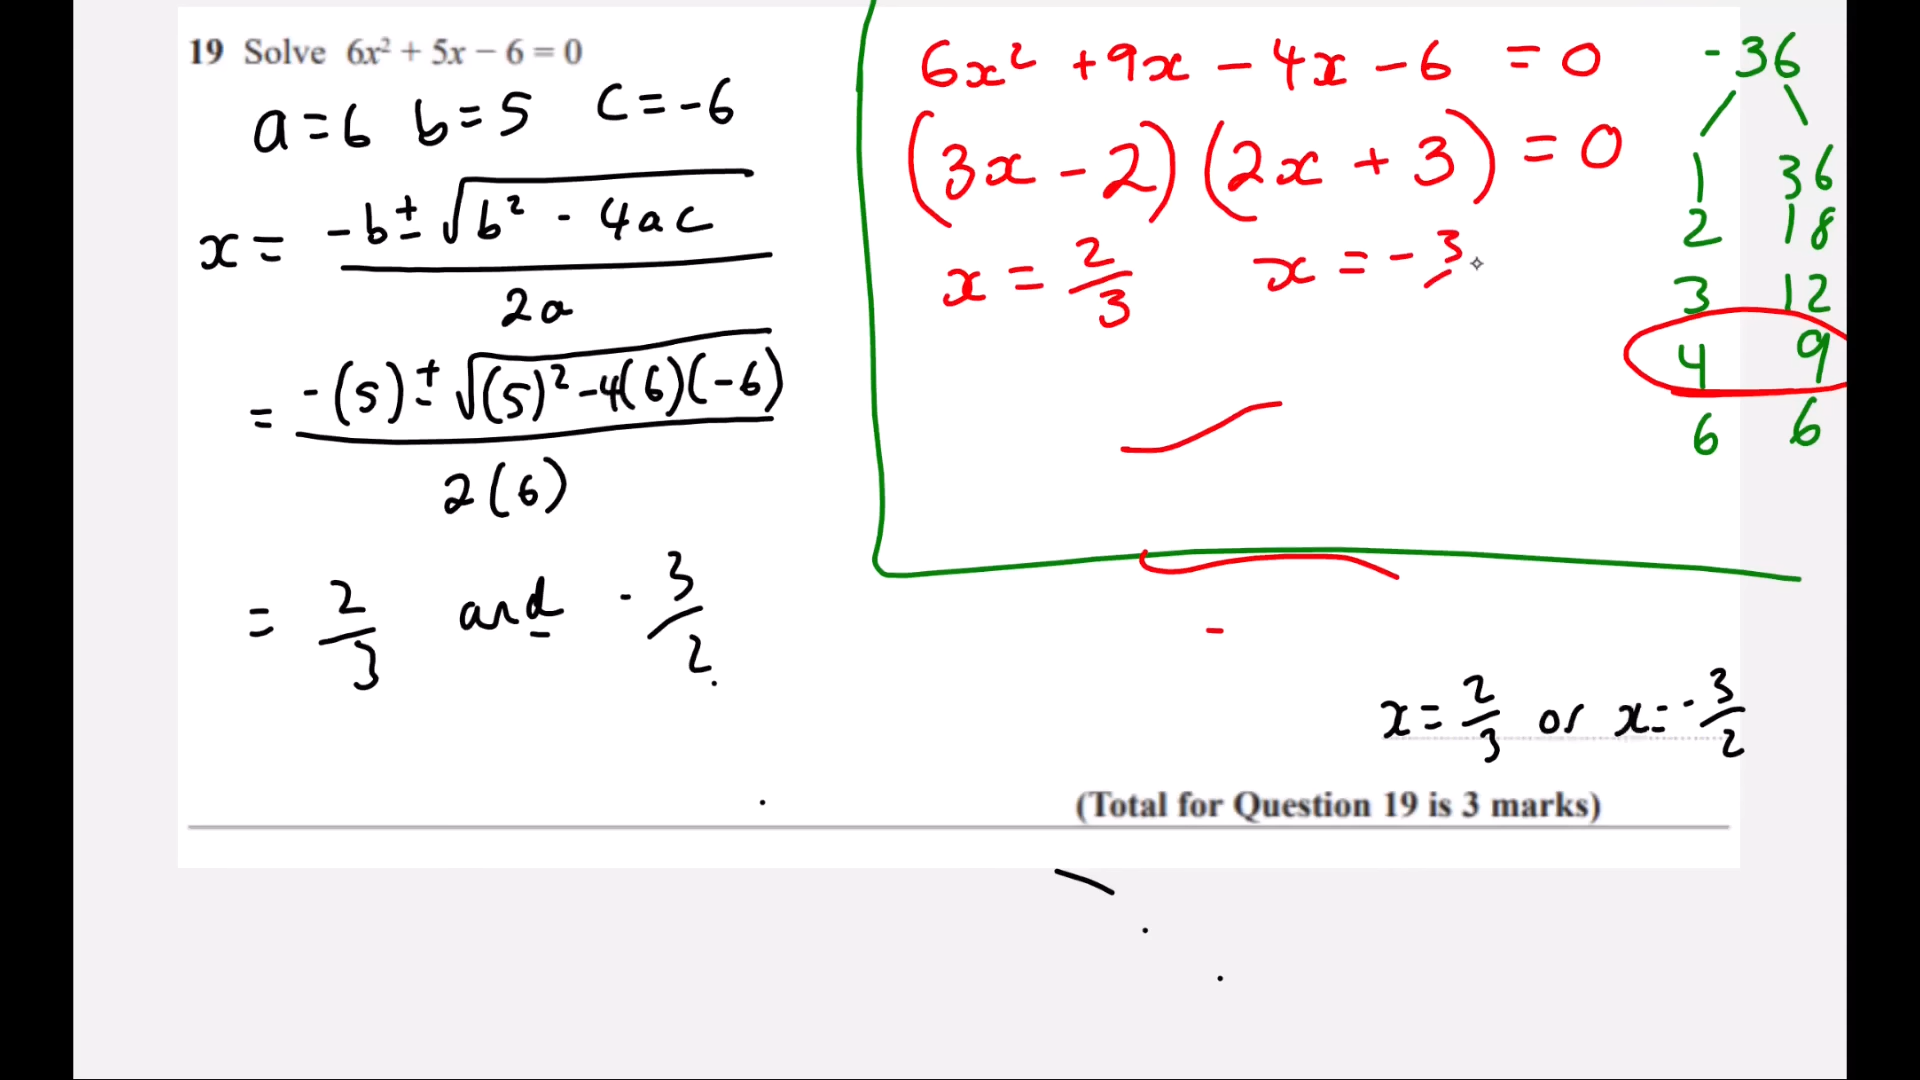 19 Solve 6x² + 5x − 6 = 0
a = 6 b = 5 c = -6
x = -b ± √b² - 4ac / 2a
= -(5) ± √(5)² - 4(6)(-6) / 2(6)
= 2/3 and - 3/2
6x² + 9x - 4x - 6 = 0
(3x - 2)(2x + 3) = 0
x = 2/3 x = - 3/
-36
1 36
2 18
3 12
4 9
6 6
x = 2/3 or x = - 3/2
(Total for Question 19 is 3 marks)